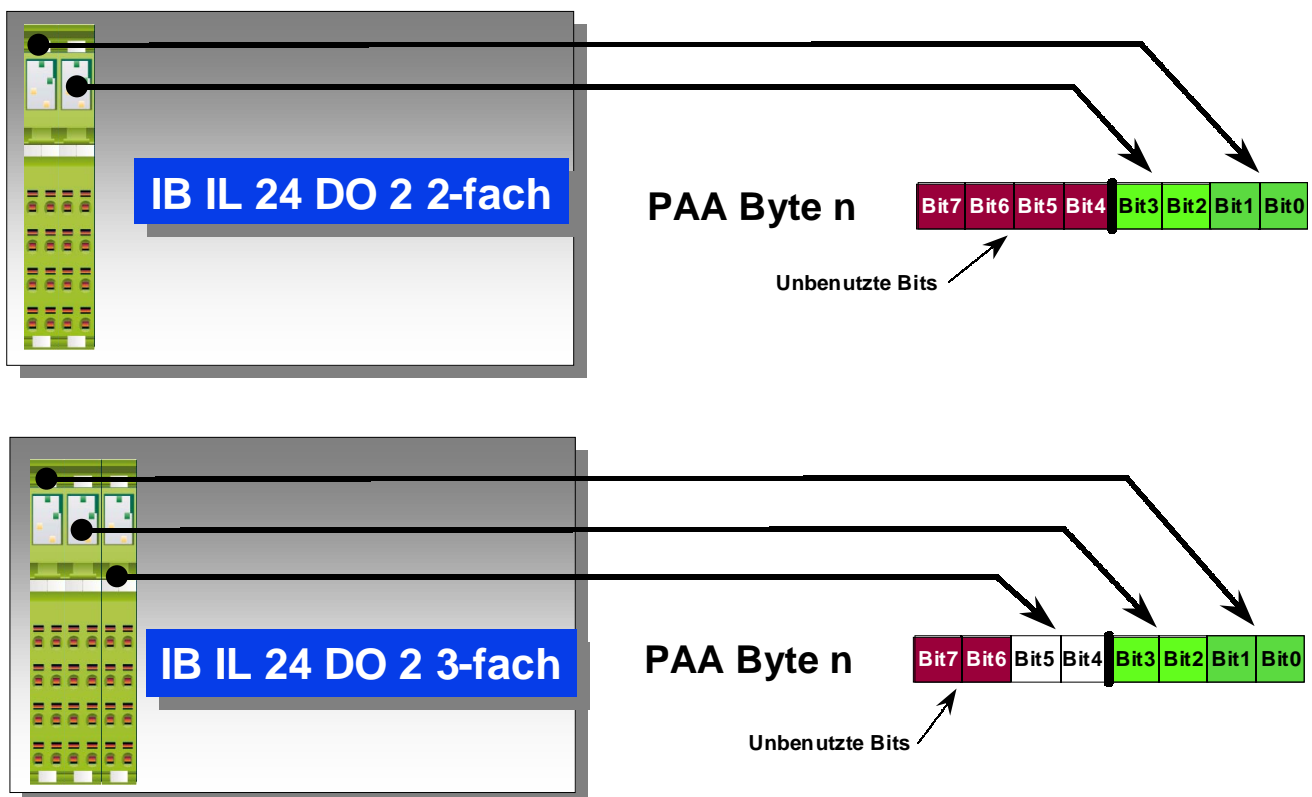 IB IL 24 DO 2 2-fach
PAA Byte n
Bit7 Bit6 Bit5 Bit4 Bit3 Bit2 Bit1 Bit0
Unbenutzte Bits
IB IL 24 DO 2 3-fach
PAA Byte n
Bit7 Bit6 Bit5 Bit4 Bit3 Bit2 Bit1 Bit0
Unbenutzte Bits